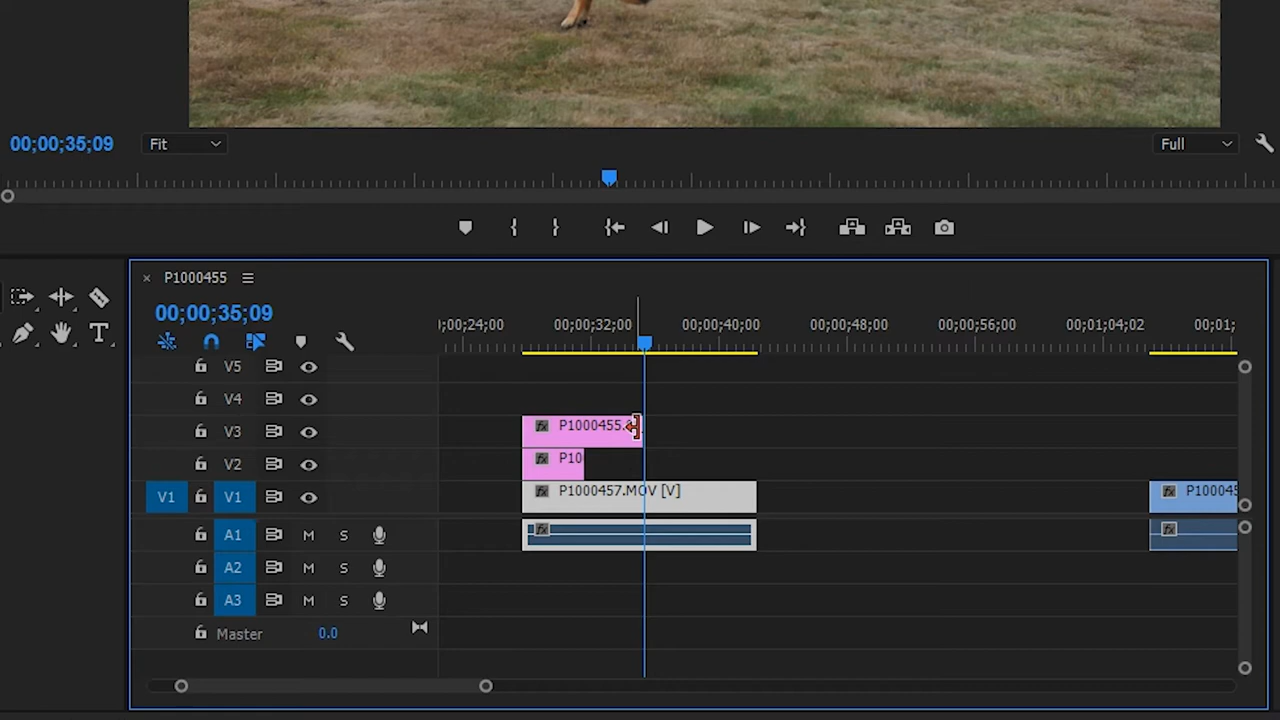 00;00;35;09 Fit Full
P1000455
00;00;35;09
;00;24;00 00;00;32;00 00;00;40;00 00;00;48;00 00;00;56;00 00;01;04;02 00;01;
V5
V4
V3 P1000455.
V2 P10
V1 V1 P1000457.MOV [V] P100045
A1 M S
A2 M S
A3 M S
Master 0.0